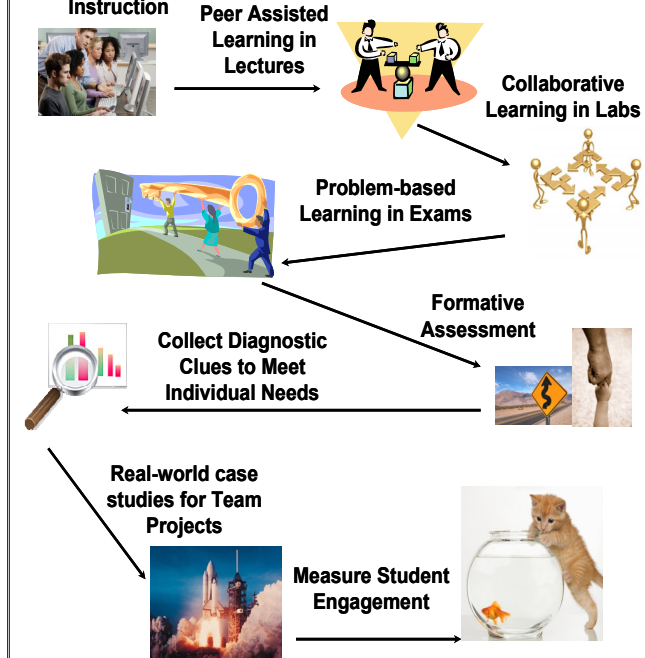 Instruction
Peer Assisted
Learning in
Lectures
Collaborative
Learning in Labs
Problem-based
Learning in Exams
Formative
Assessment
Collect Diagnostic
Clues to Meet
Individual Needs
Real-world case
studies for Team
Projects
Measure Student
Engagement